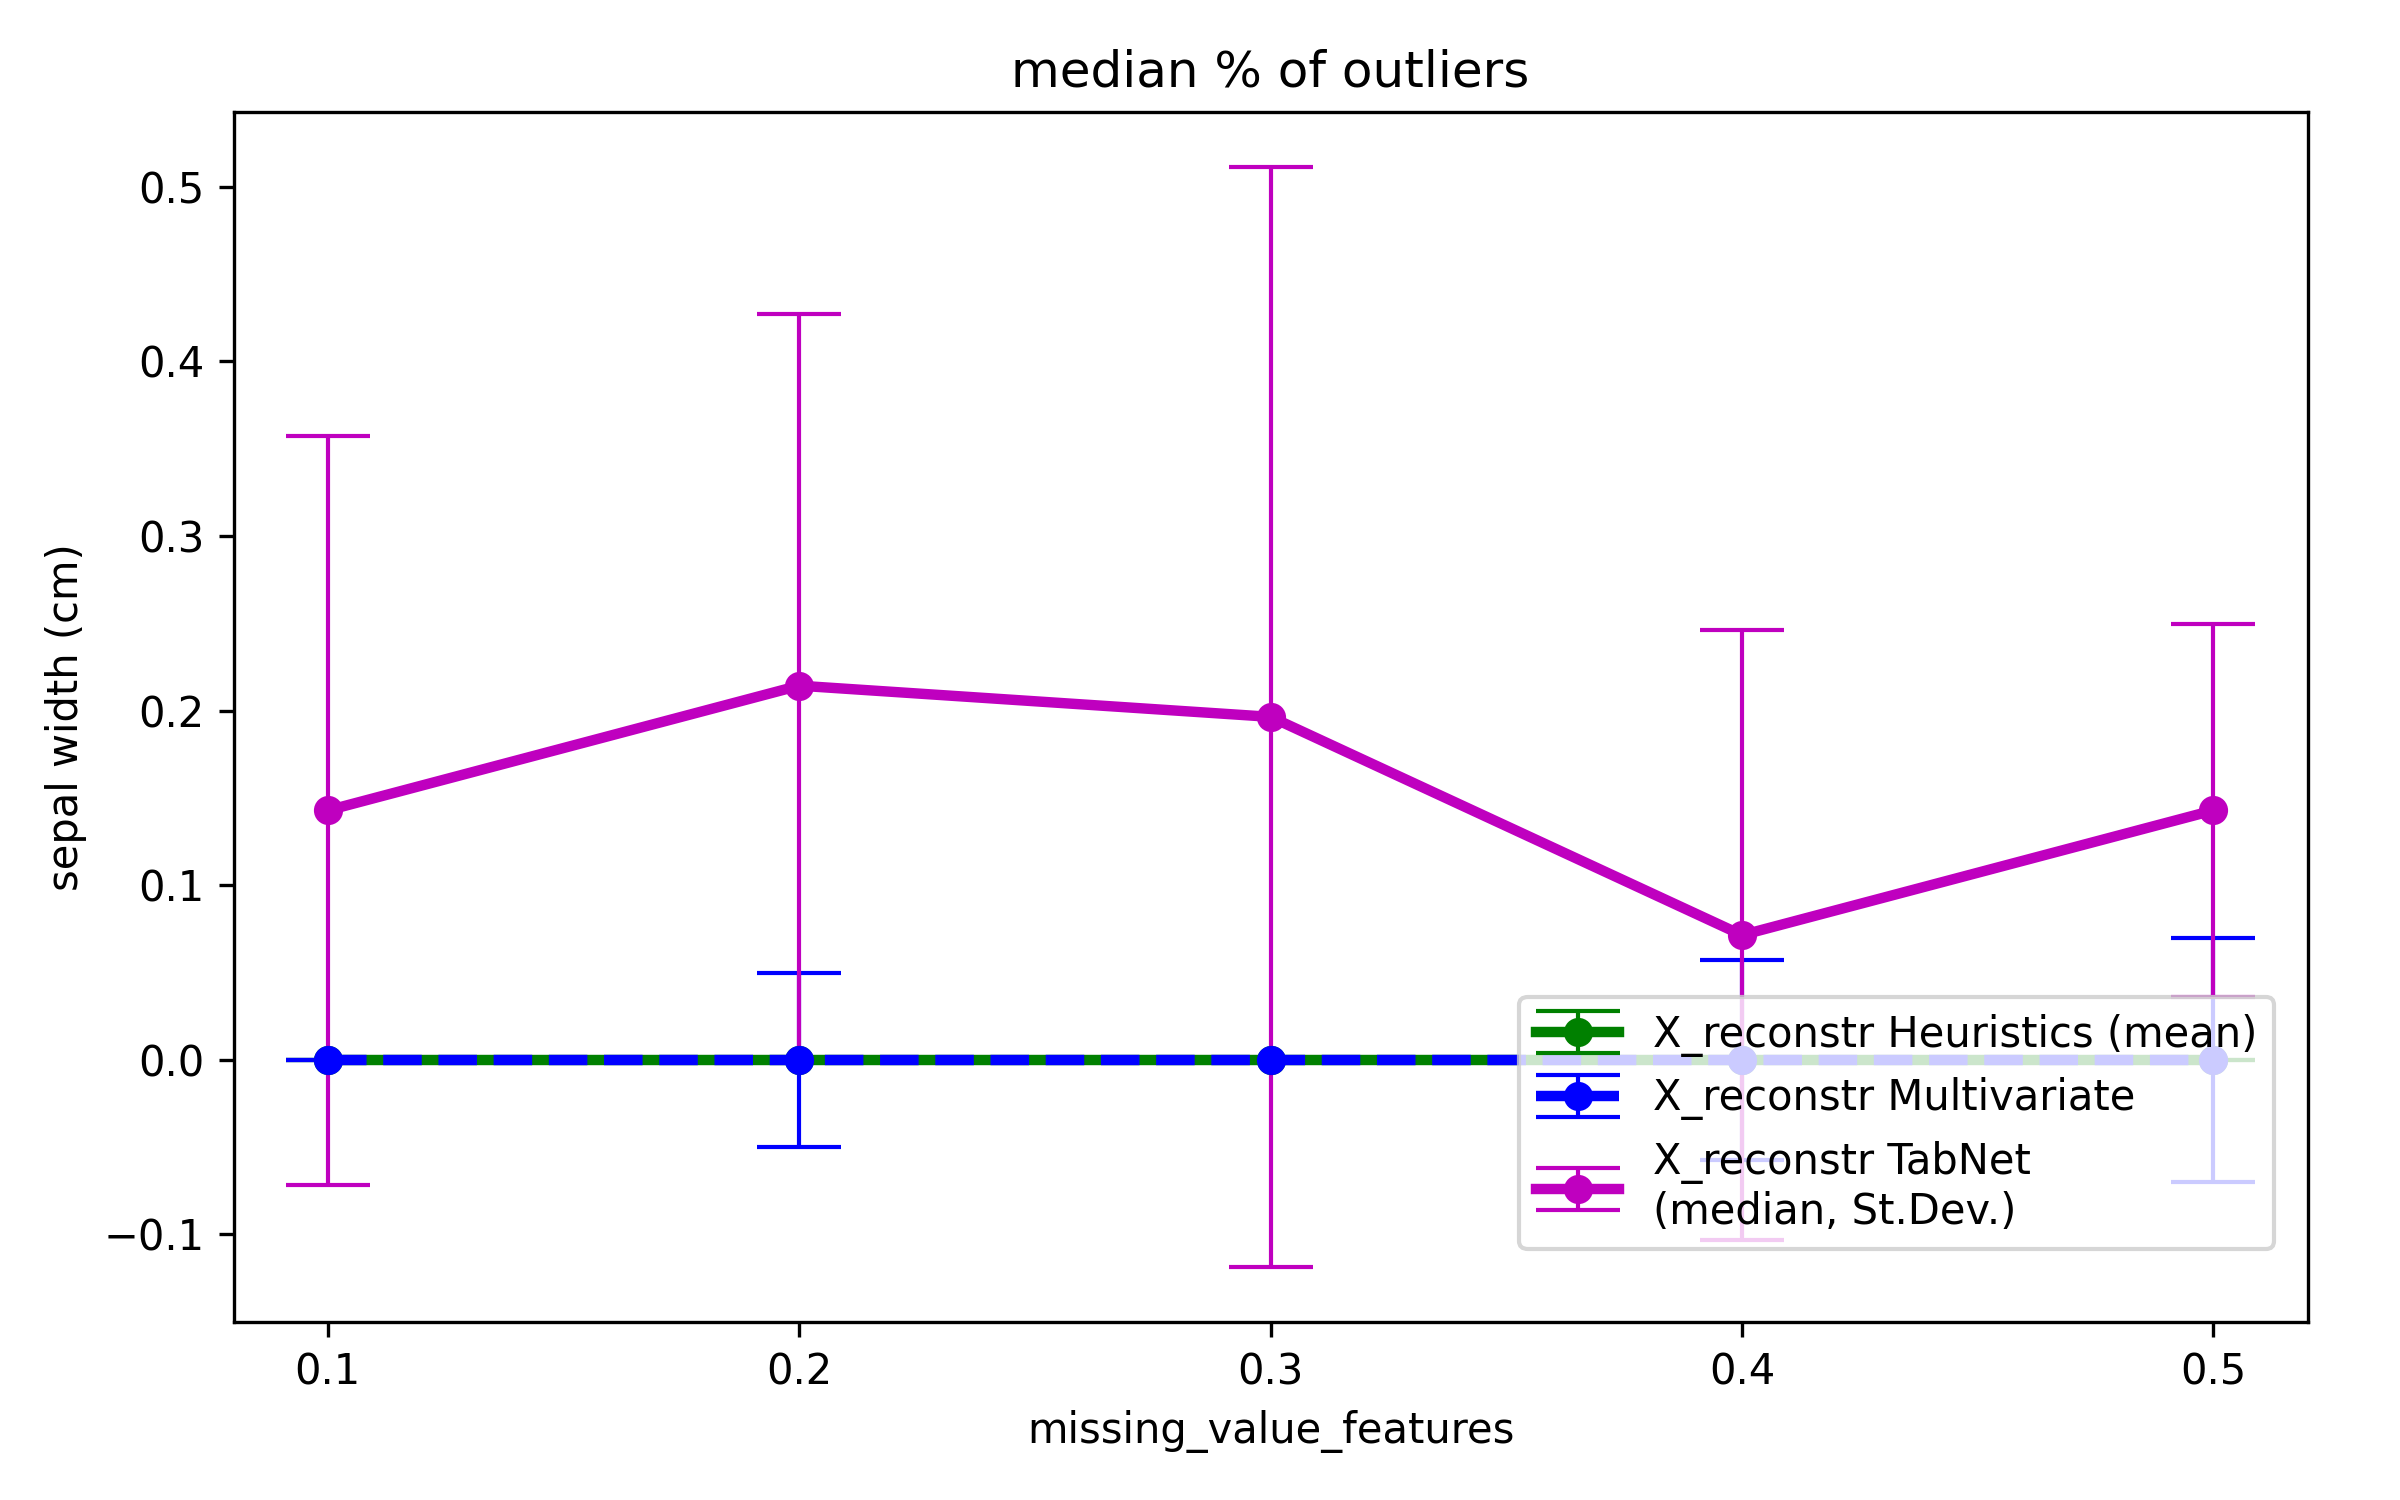 median % of outliers
sepal width (cm)
0.5
0.4
0.3
0.2
0.1
0.0
−0.1
0.1 0.2 0.3 0.4 0.5
missing_value_features
X_reconstr Heuristics (mean)
X_reconstr Multivariate
X_reconstr TabNet
(median, St.Dev.)